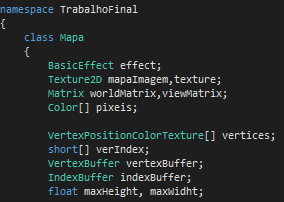 namespace TrabalhoFinal
{
class Mapa
{
BasicEffect effect;
Texture2D mapaImagem,texture;
Matrix worldMatrix,viewMatrix;
Color[] pixeis;
VertexPositionColorTexture[] vertices;
short[] verIndex;
VertexBuffer vertexBuffer;
IndexBuffer indexBuffer;
float maxHeight, maxWidht;